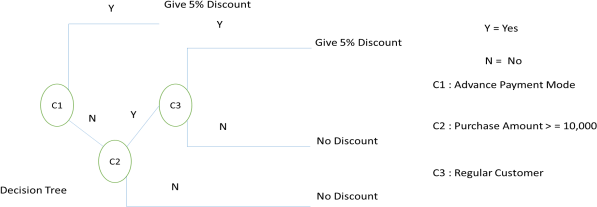 Y
Give 5% Discount
Y
Y = Yes
Give 5% Discount
N = No
C1 : Advance Payment Mode
C1
C3
N
Y
N
C2 : Purchase Amount > = 10,000
No Discount
C2
C3 : Regular Customer
Decision Tree
N
No Discount